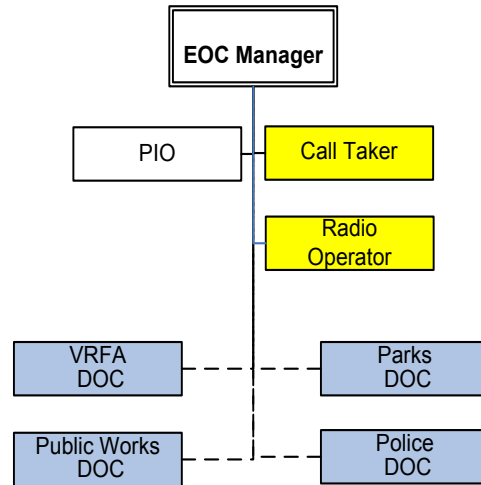 EOC Manager
PIO
Call Taker
Radio
Operator
VRFA
DOC
Parks
DOC
Public Works
DOC
Police
DOC